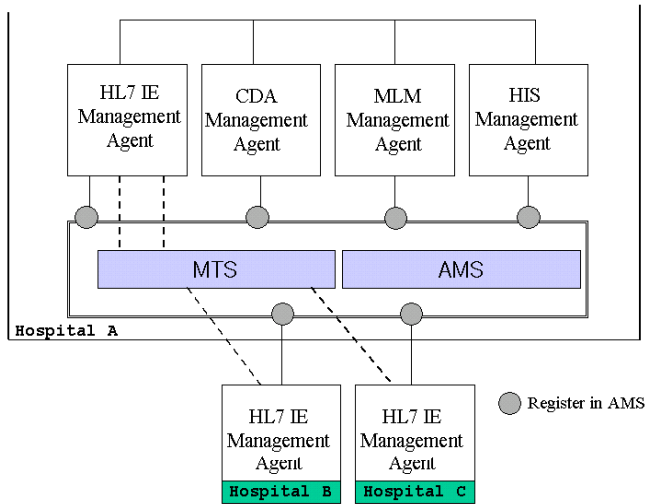 HL7 IE
Management
Agent
CDA
Management
Agent
MLM
Management
Agent
HIS
Management
Agent
MTS
AMS
Hospital A
HL7 IE
Management
Agent
Hospital B
HL7 IE
Management
Agent
Hospital C
Register in AMS